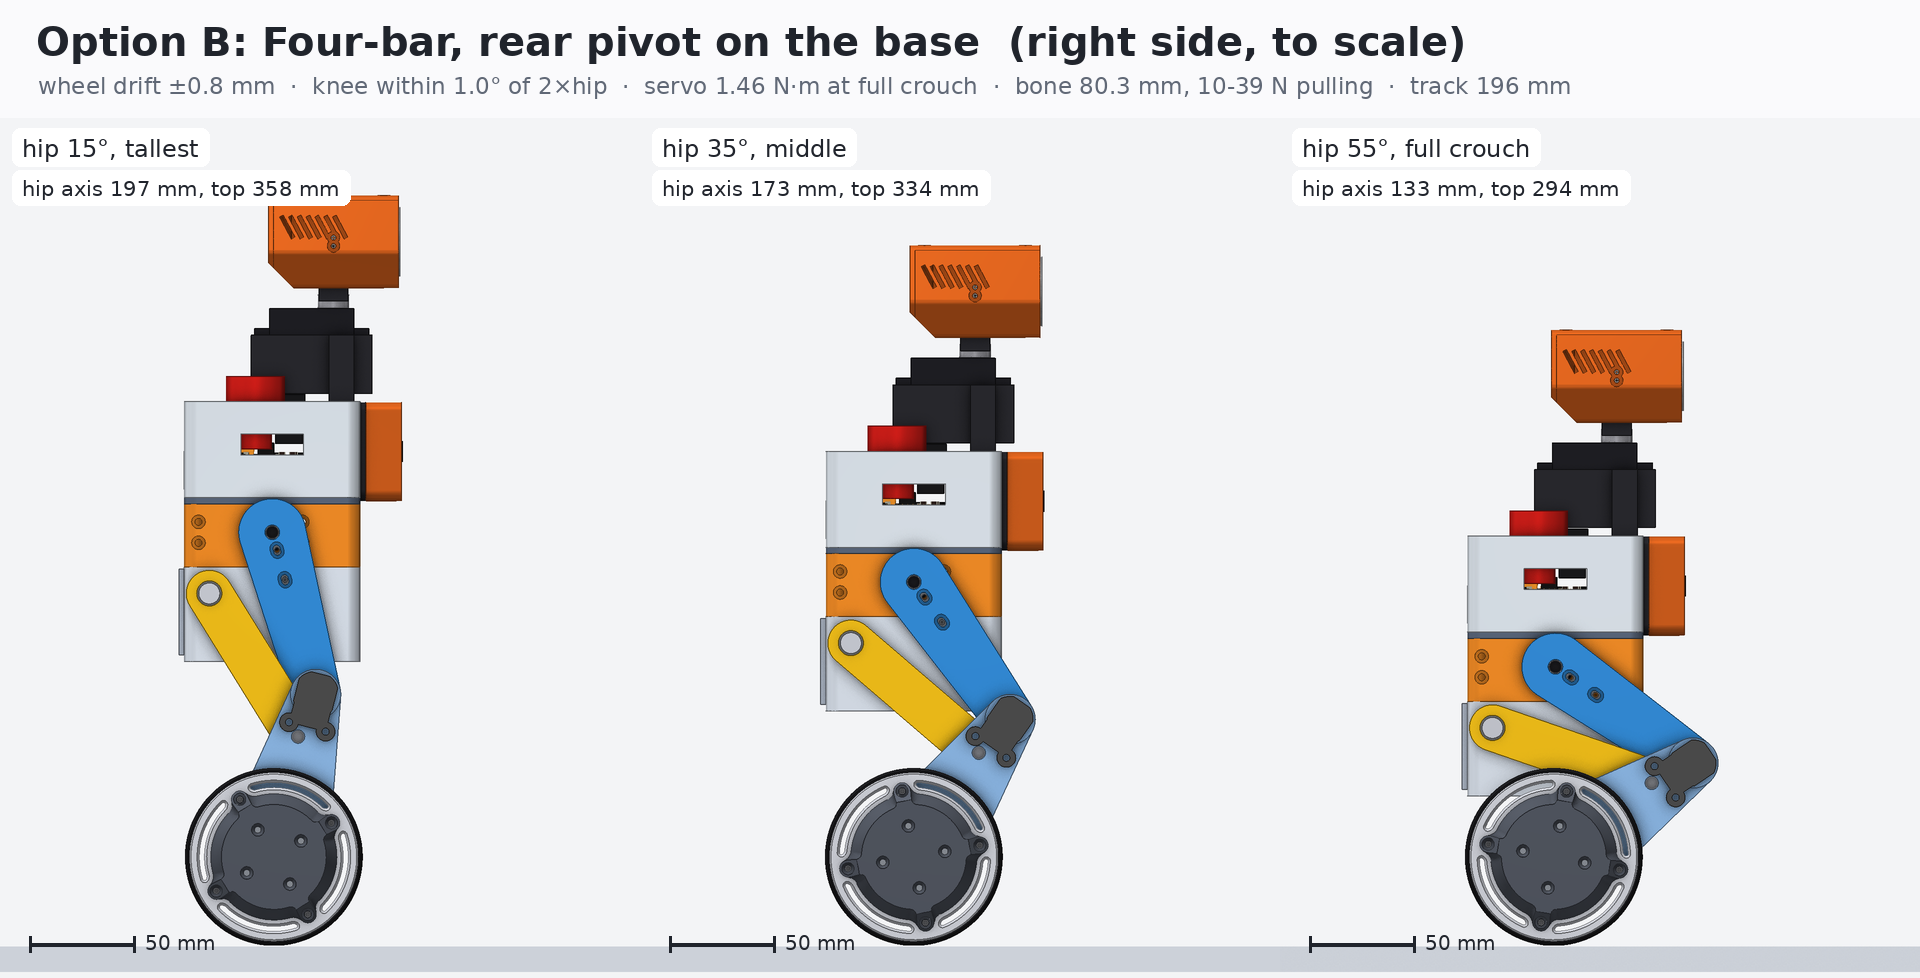 Option B: Four-bar, rear pivot on the base (right side, to scale)
wheel drift ±0.8 mm · knee within 1.0° of 2×hip · servo 1.46 N·m at full crouch · bone 80.3 mm, 10-39 N pulling · track 196 mm
hip 15°, tallest
hip axis 197 mm, top 358 mm
hip 35°, middle
hip axis 173 mm, top 334 mm
hip 55°, full crouch
hip axis 133 mm, top 294 mm
50 mm
50 mm
50 mm